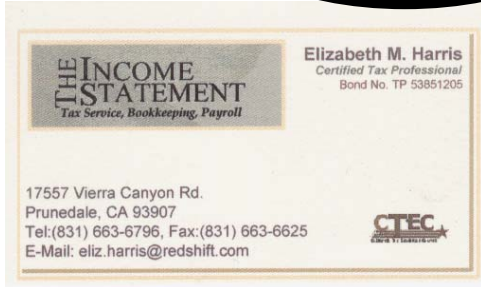 THE INCOME
STATEMENT
Tax Service, Bookkeeping, Payroll
Elizabeth M. Harris
Certified Tax Professional
Bond No. TP 53851205
17557 Vierra Canyon Rd.
Prunedale, CA 93907
Tel:(831) 663-6796, Fax:(831) 663-6625
E-Mail: eliz.harris@redshift.com
CTEC